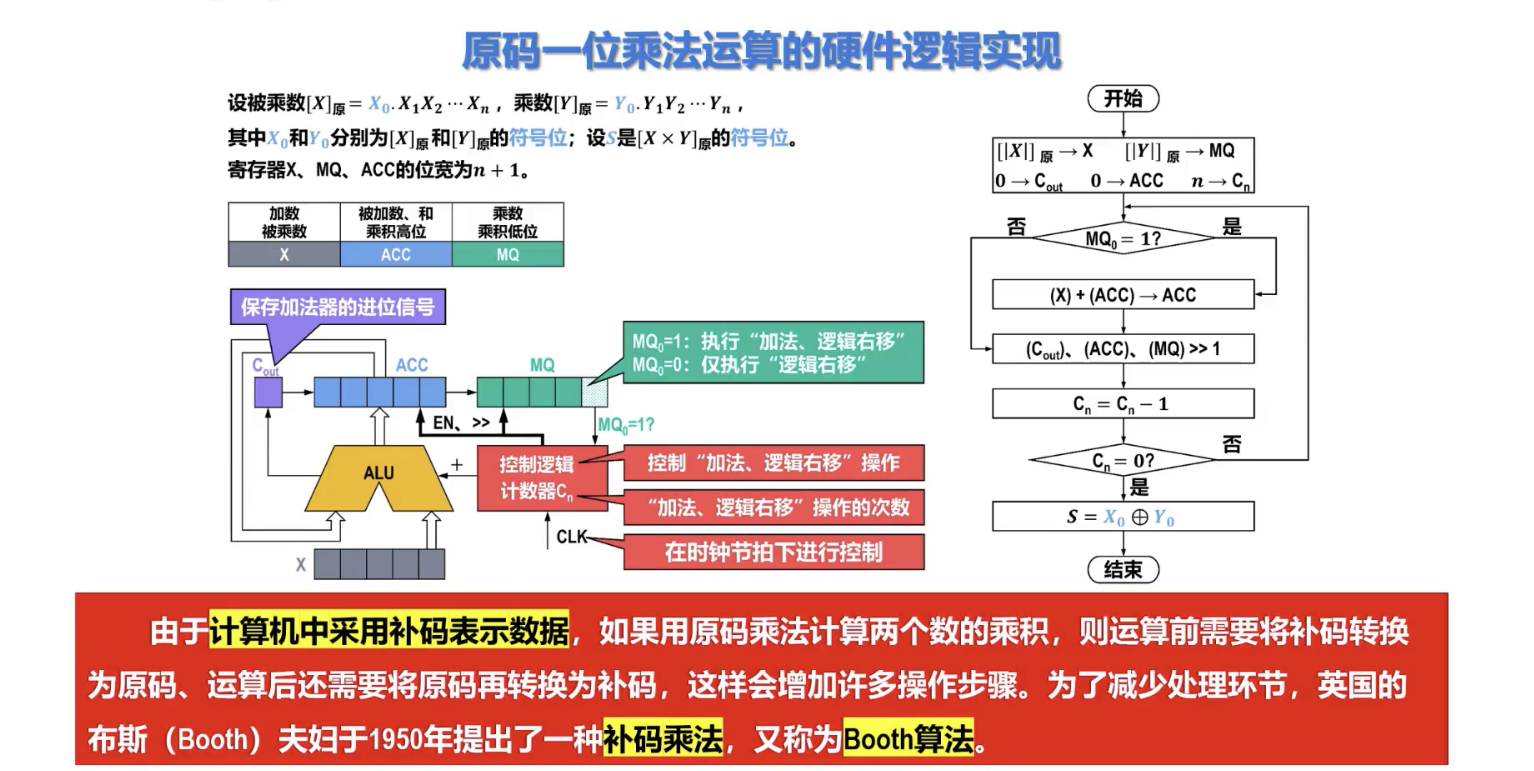 原码一位乘法运算的硬件逻辑实现
设被乘数[X]原 = X₀.X₁X₂⋯Xₙ，乘数[Y]原 = Y₀.Y₁Y₂⋯Yₙ，
其中X₀和Y₀分别为[X]原和[Y]原的符号位；设S是[X × Y]原的符号位。
寄存器X、MQ、ACC的位宽为n + 1。
加数
被乘数
被加数、和
乘积高位
乘数
乘积低位
X
ACC
MQ
保存加法器的进位信号
Cout
ACC
MQ
MQ₀=1：执行“加法、逻辑右移”
MQ₀=0：仅执行“逻辑右移”
EN、>>
MQ₀=1?
ALU
+
控制逻辑
计数器Cₙ
控制“加法、逻辑右移”操作
“加法、逻辑右移”操作的次数
CLK
在时钟节拍下进行控制
X
开始
[|X|]原 → X [|Y|]原 → MQ
0 → Cout 0 → ACC n → Cₙ
否
是
MQ₀ = 1?
(X) + (ACC) → ACC
(Cout)、(ACC)、(MQ) >> 1
Cₙ = Cₙ − 1
否
Cₙ = 0?
是
S = X₀ ⊕ Y₀
结束
由于计算机中采用补码表示数据，如果用原码乘法计算两个数的乘积，则运算前需要将补码转换
为原码、运算后还需要将原码再转换为补码，这样会增加许多操作步骤。为了减少处理环节，英国的
布斯（Booth）夫妇于1950年提出了一种补码乘法，又称为Booth算法。